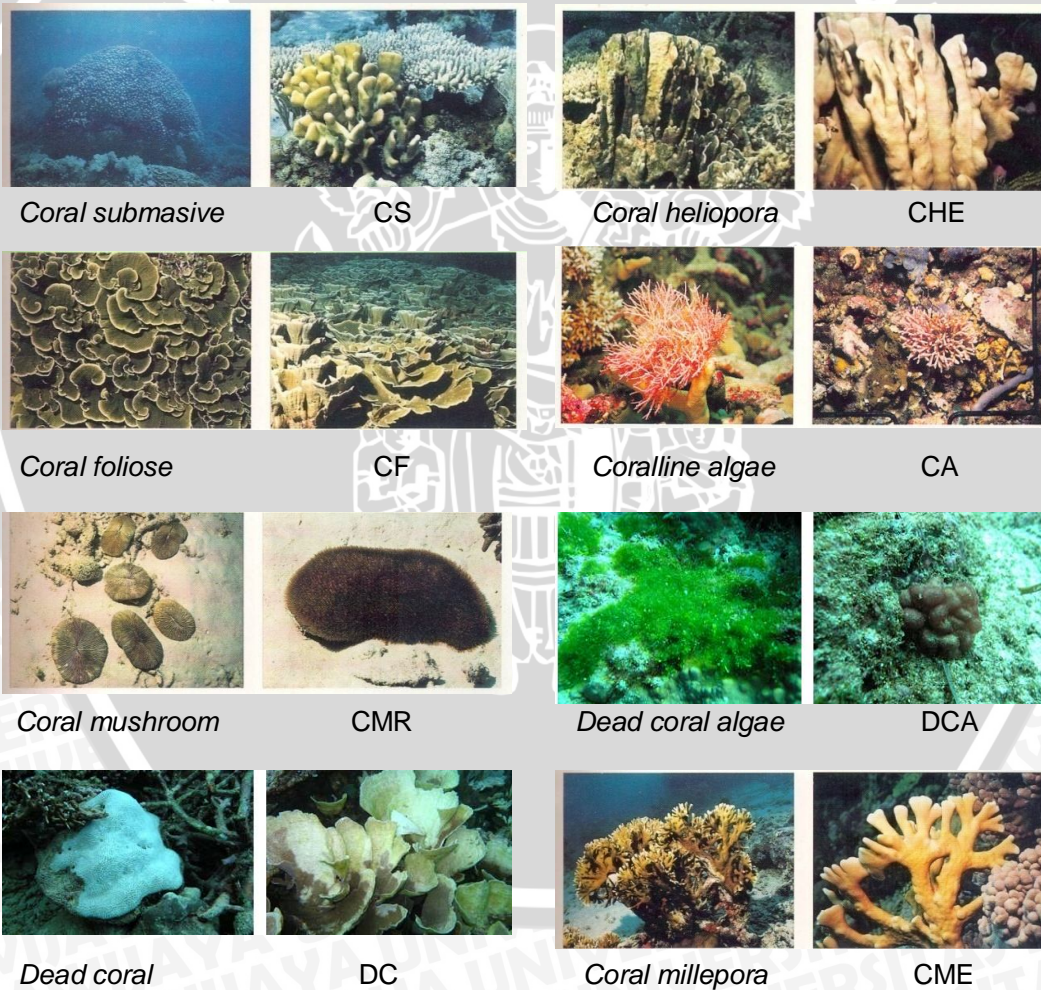 Coral submasive CS Coral heliopora CHE
Coral foliose CF Coralline algae CA
Coral mushroom CMR Dead coral algae DCA
Dead coral DC Coral millepora CME